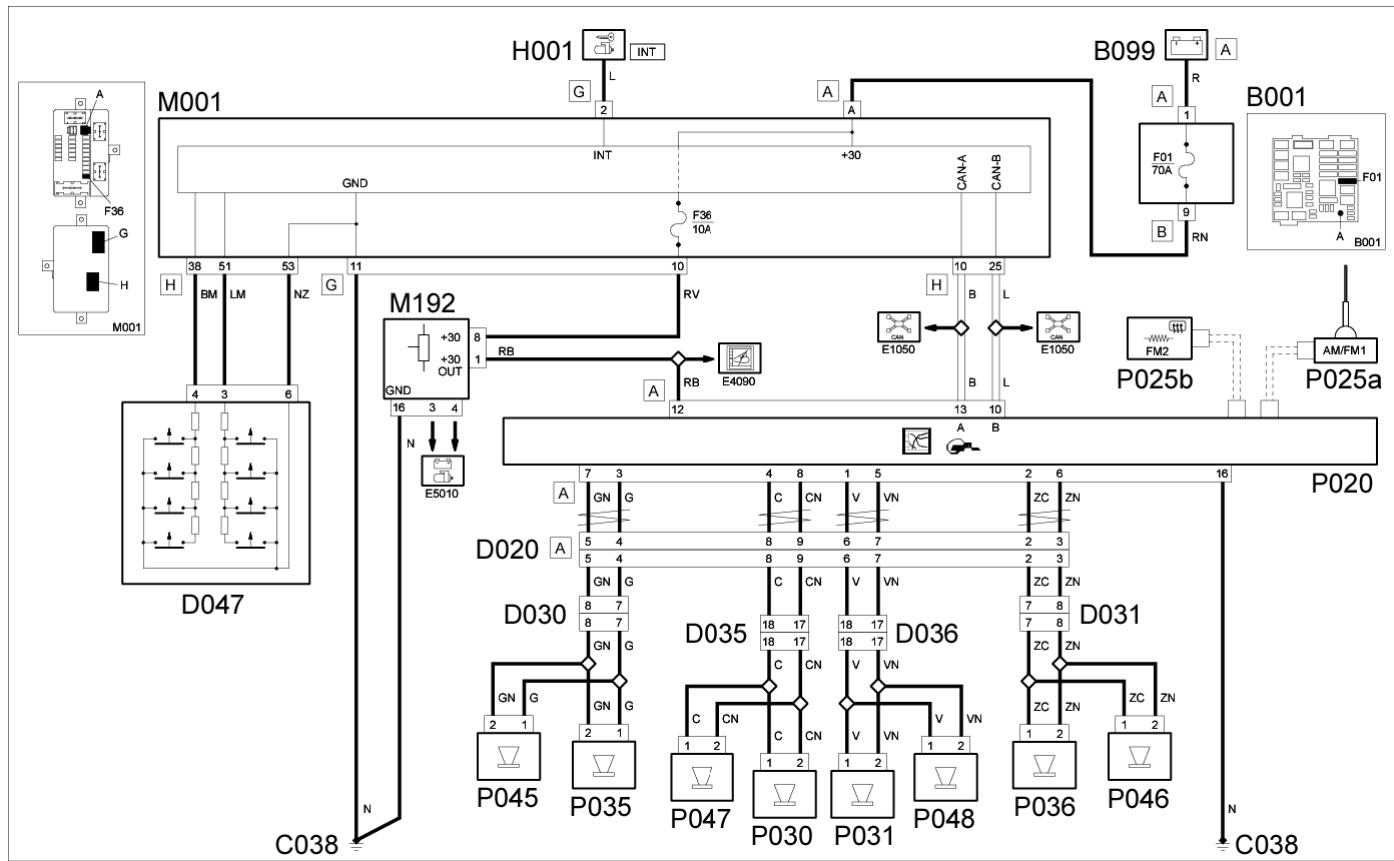 H001
INT
L
G
2
B099
A
R
A
1
F01
70A
9
B
RN
B001
F01
A
B001
A
A
M001
A
F36
G
H
M001
INT
+30
GND
CAN-A
CAN-B
F36
10A
H
38
51
53
G
11
10
H
10
25
BM
LM
NZ
RV
B
L
M192
+30
8
+30
OUT
1
GND
16
3
4
RB
E4090
RB
N
E5010
CAN
E1050
CAN
E1050
B
L
FM2
P025b
AM/FM1
P025a
A
12
13
10
A
B
P020
4
3
6
D047
A
7
3
4
8
1
5
2
6
16
GN
G
C
CN
V
VN
ZC
ZN
D020
A
5
4
8
9
6
7
2
3
5
4
8
9
6
7
2
3
GN
G
C
CN
V
VN
ZC
ZN
D030
8
7
8
7
D035
18
17
18
17
18
17
18
17
D036
7
8
7
8
D031
GN
G
C
CN
V
VN
ZC
ZN
GN
G
GN
G
C
CN
C
CN
V
VN
V
VN
ZC
ZN
ZC
ZN
2
1
P045
2
1
P035
1
2
P047
1
2
P030
1
2
P031
1
2
P048
1
2
P036
1
2
P046
N
C038
N
C038